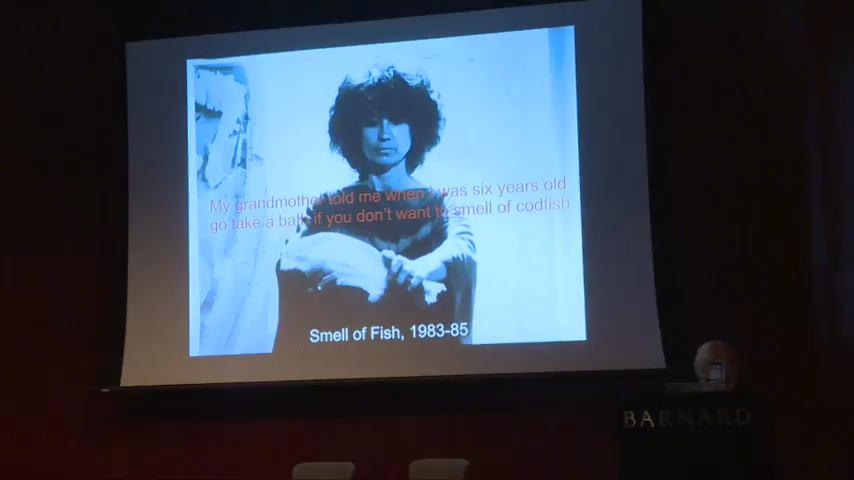 My grandmother told me when I was six years old
go take a bath if you don't want to smell of codfish
Smell of Fish, 1983-85
BARNARD